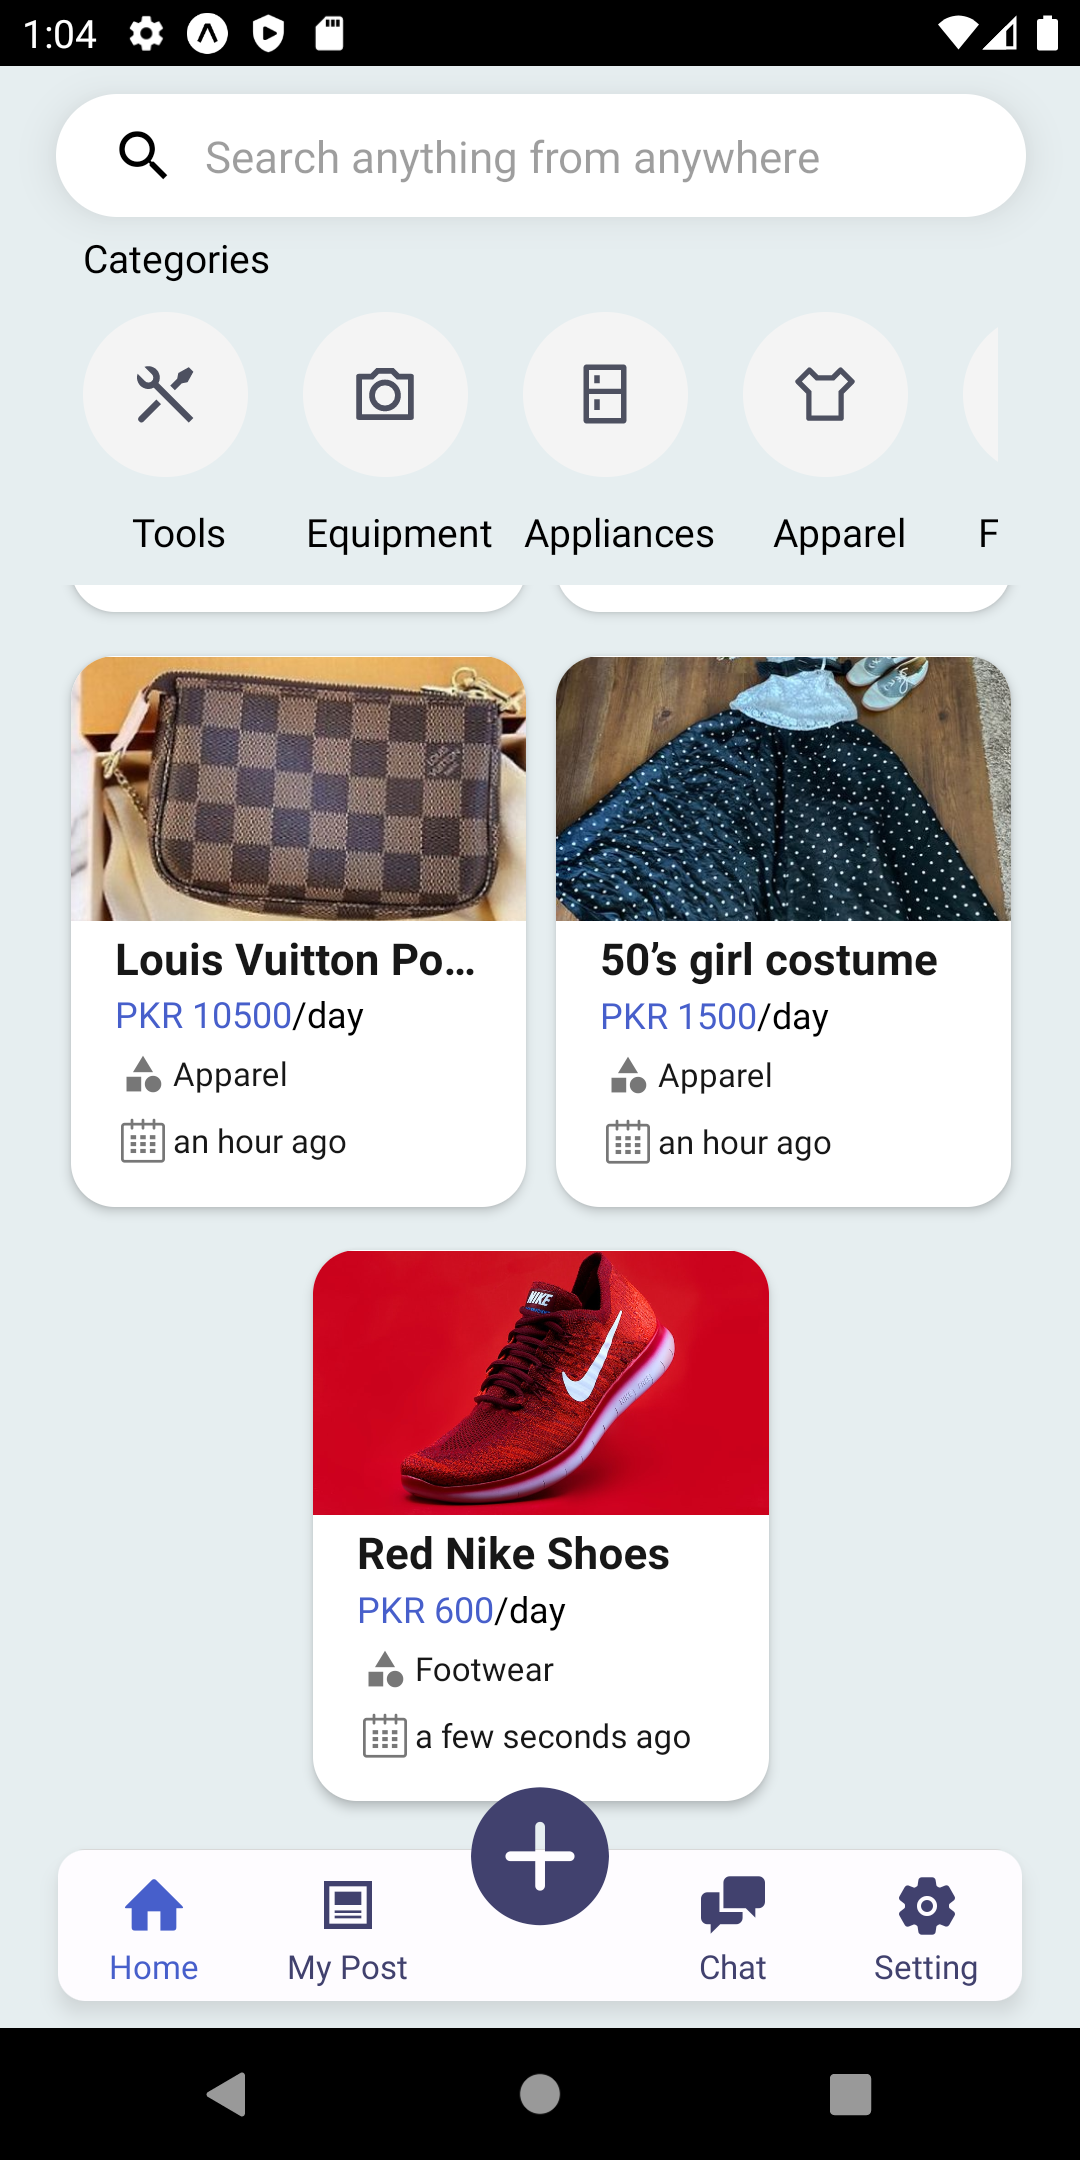 1:04
Search anything from anywhere
Categories
Tools
Equipment
Appliances
Apparel
F
Louis Vuitton Po...
PKR 10500/day
Apparel
an hour ago
50’s girl costume
PKR 1500/day
Apparel
an hour ago
NIKE
Red Nike Shoes
PKR 600/day
Footwear
a few seconds ago
Home
My Post
Chat
Setting